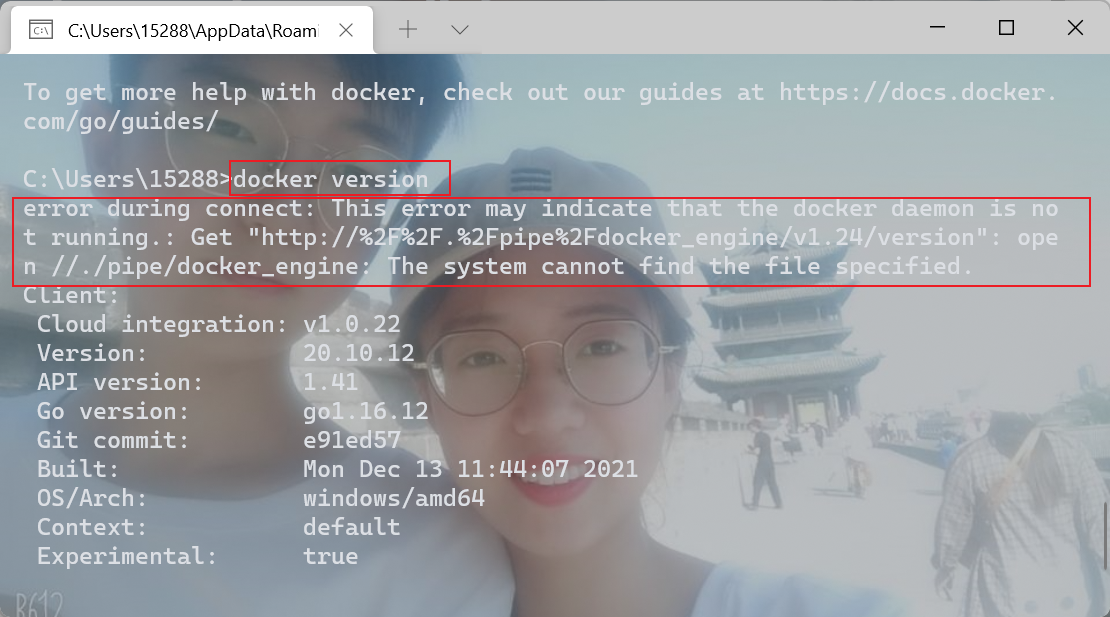 C:\Users\15288\AppData\Roami
To get more help with docker, check out our guides at https://docs.docker.
com/go/guides/
C:\Users\15288>docker version
error during connect: This error may indicate that the docker daemon is no
t running.: Get "http://%2F%2F.%2Fpipe%2Fdocker_engine/v1.24/version": ope
n //./pipe/docker_engine: The system cannot find the file specified.
Client:
Cloud integration: v1.0.22
Version: 20.10.12
API version: 1.41
Go version: go1.16.12
Git commit: e91ed57
Built: Mon Dec 13 11:44:07 2021
OS/Arch: windows/amd64
Context: default
Experimental: true
R612